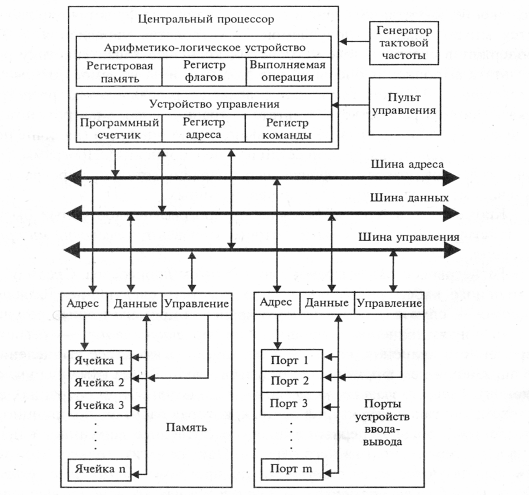 Центральный процессор
Арифметико-логическое устройство
Регистровая память
Регистр флагов
Выполняемая операция
Устройство управления
Программный счетчик
Регистр адреса
Регистр команды
Генератор тактовой частоты
Пульт управления
Шина адреса
Шина данных
Шина управления
Адрес
Данные
Управление
Ячейка 1
Ячейка 2
Ячейка 3
Ячейка n
Память
Адрес
Данные
Управление
Порт 1
Порт 2
Порт 3
Порт m
Порты
устройств
ввода-
вывода